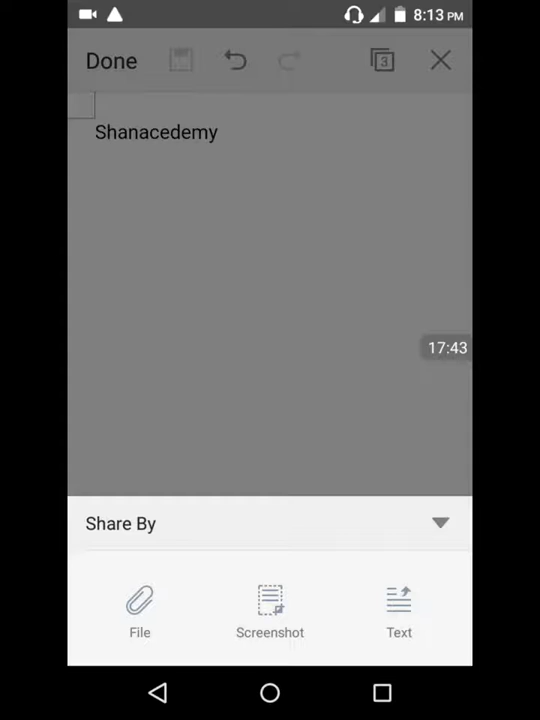 8:13 PM
Done
3
Shanacedemy
17:43
Share By
File Screenshot Text